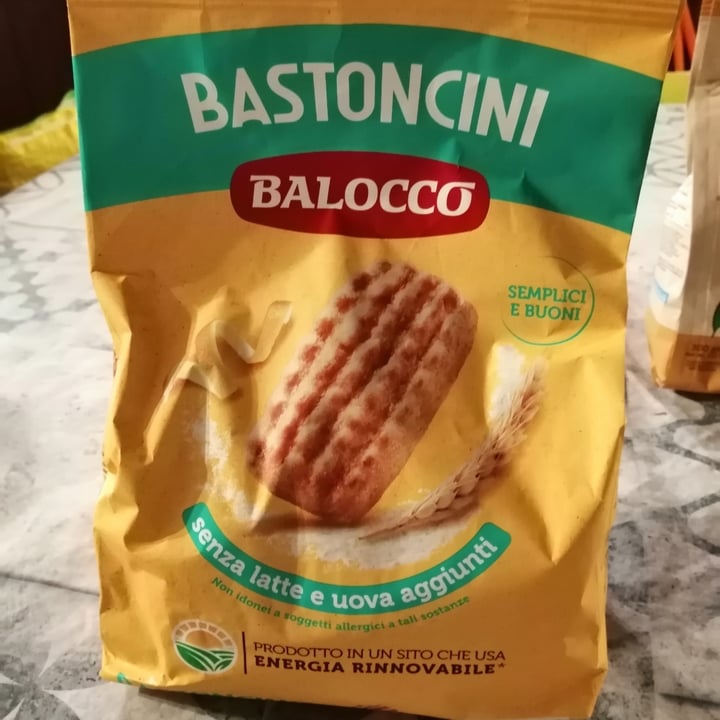 BASTONCINI
BALOCCO
SEMPLICI
E BUONI
senza latte e uova aggiunti
Non idonei a soggetti allergici a tali sostanze
PRODOTTO IN UN SITO CHE USA
ENERGIA RINNOVABILE*